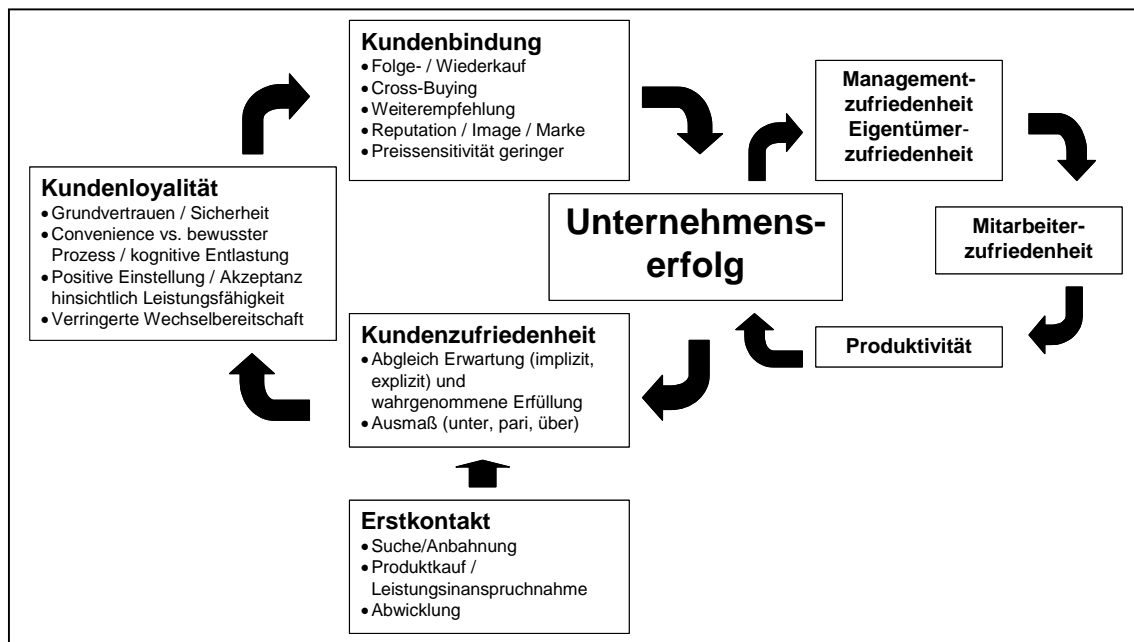 Kundenbindung
• Folge- / Wiederkauf
• Cross-Buying
• Weiterempfehlung
• Reputation / Image / Marke
• Preissensitivität geringer
Management-
zufriedenheit
Eigentümer-
zufriedenheit
Kundenloyalität
• Grundvertrauen / Sicherheit
• Convenience vs. bewusster
Prozess / kognitive Entlastung
• Positive Einstellung / Akzeptanz
hinsichtlich Leistungsfähigkeit
• Verringerte Wechselbereitschaft
Unternehmens-
erfolg
Mitarbeiter-
zufriedenheit
Kundenzufriedenheit
• Abgleich Erwartung (implizit,
explizit) und
wahrgenommene Erfüllung
• Ausmaß (unter, pari, über)
Produktivität
Erstkontakt
• Suche/Anbahnung
• Produktkauf /
Leistungsinanspruchnahme
• Abwicklung